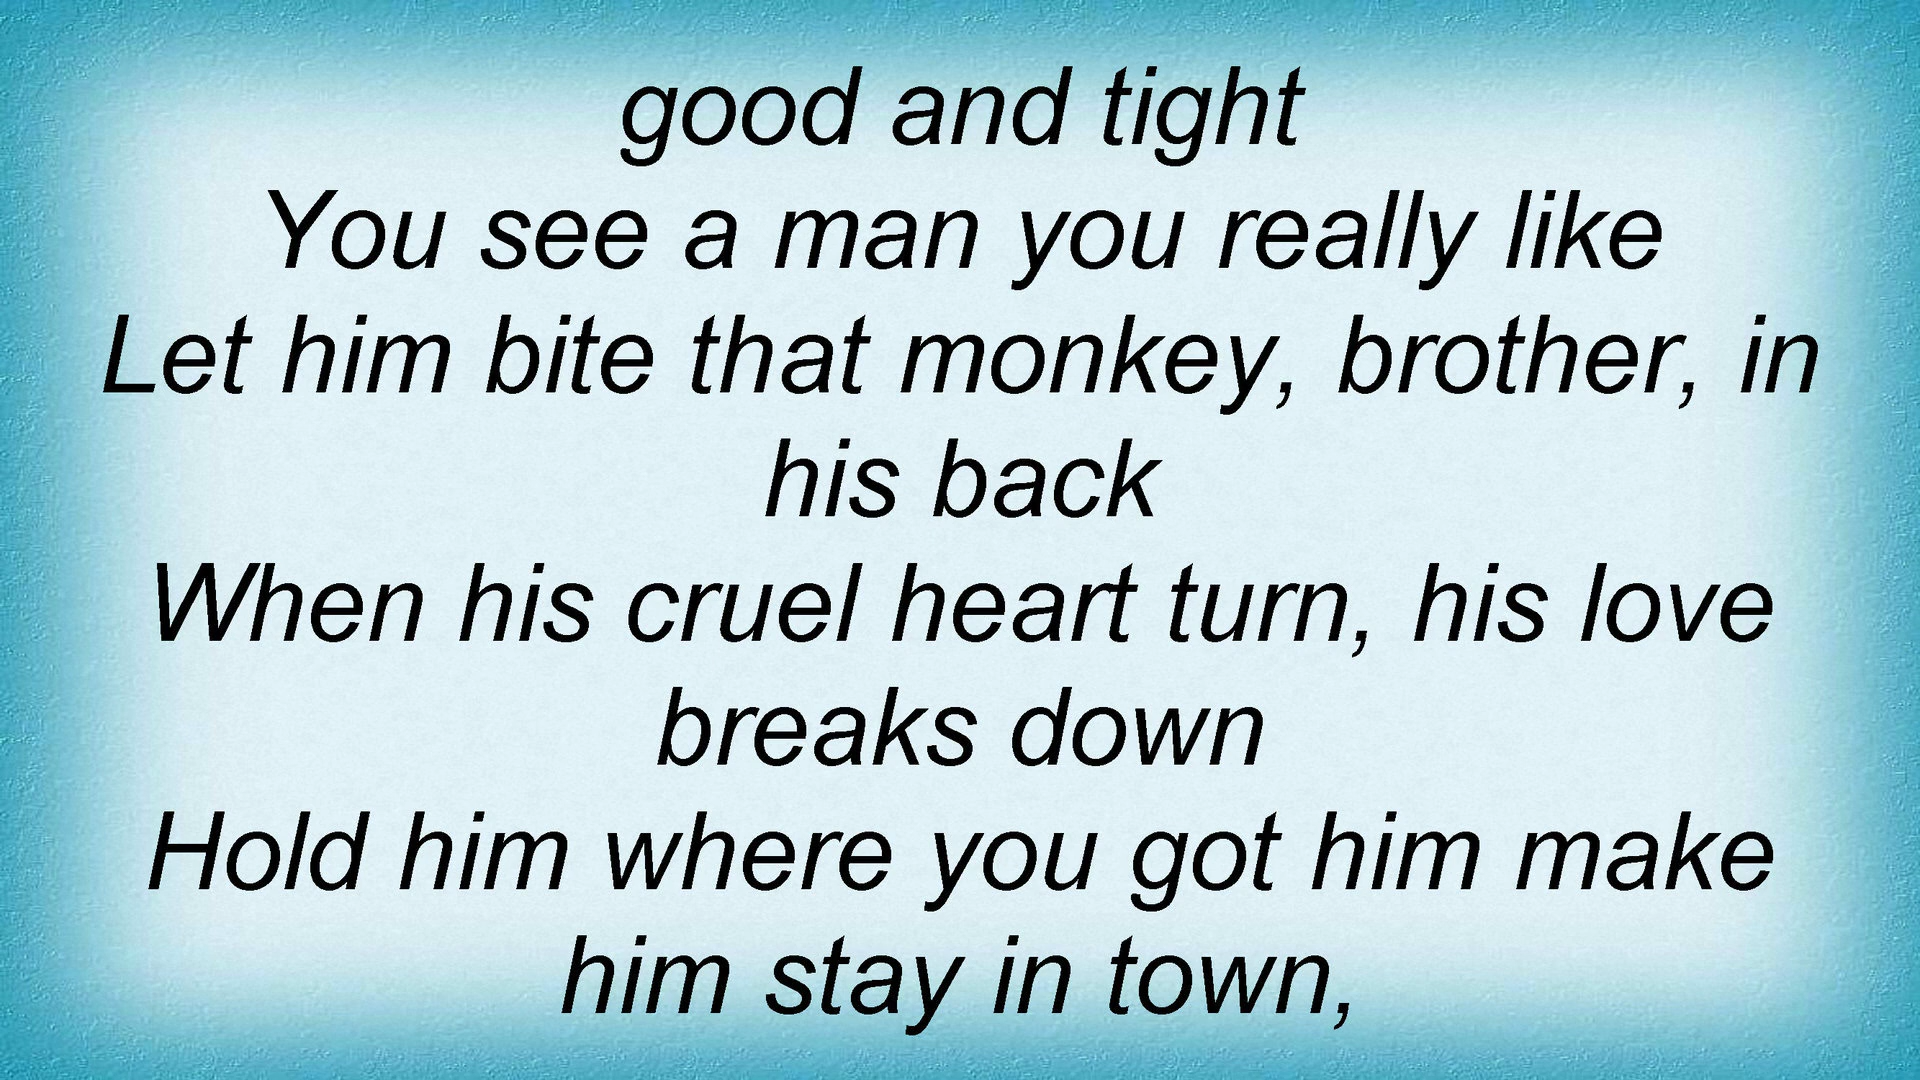 good and tight
You see a man you really like
Let him bite that monkey, brother, in
his back
When his cruel heart turn, his love
breaks down
Hold him where you got him make
him stay in town,